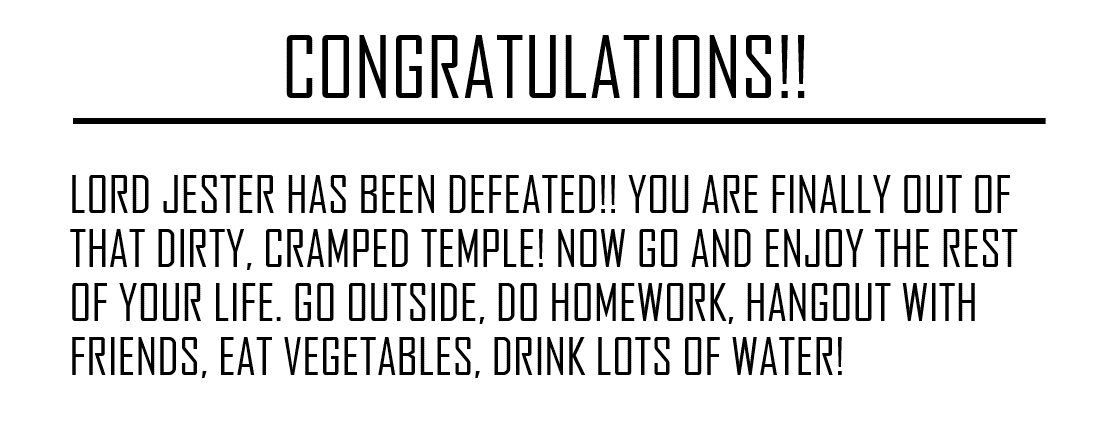 CONGRATULATIONS!!
LORD JESTER HAS BEEN DEFEATED!! YOU ARE FINALLY OUT OF
THAT DIRTY, CRAMPED TEMPLE! NOW GO AND ENJOY THE REST
OF YOUR LIFE. GO OUTSIDE, DO HOMEWORK, HANGOUT WITH
FRIENDS, EAT VEGETABLES, DRINK LOTS OF WATER!